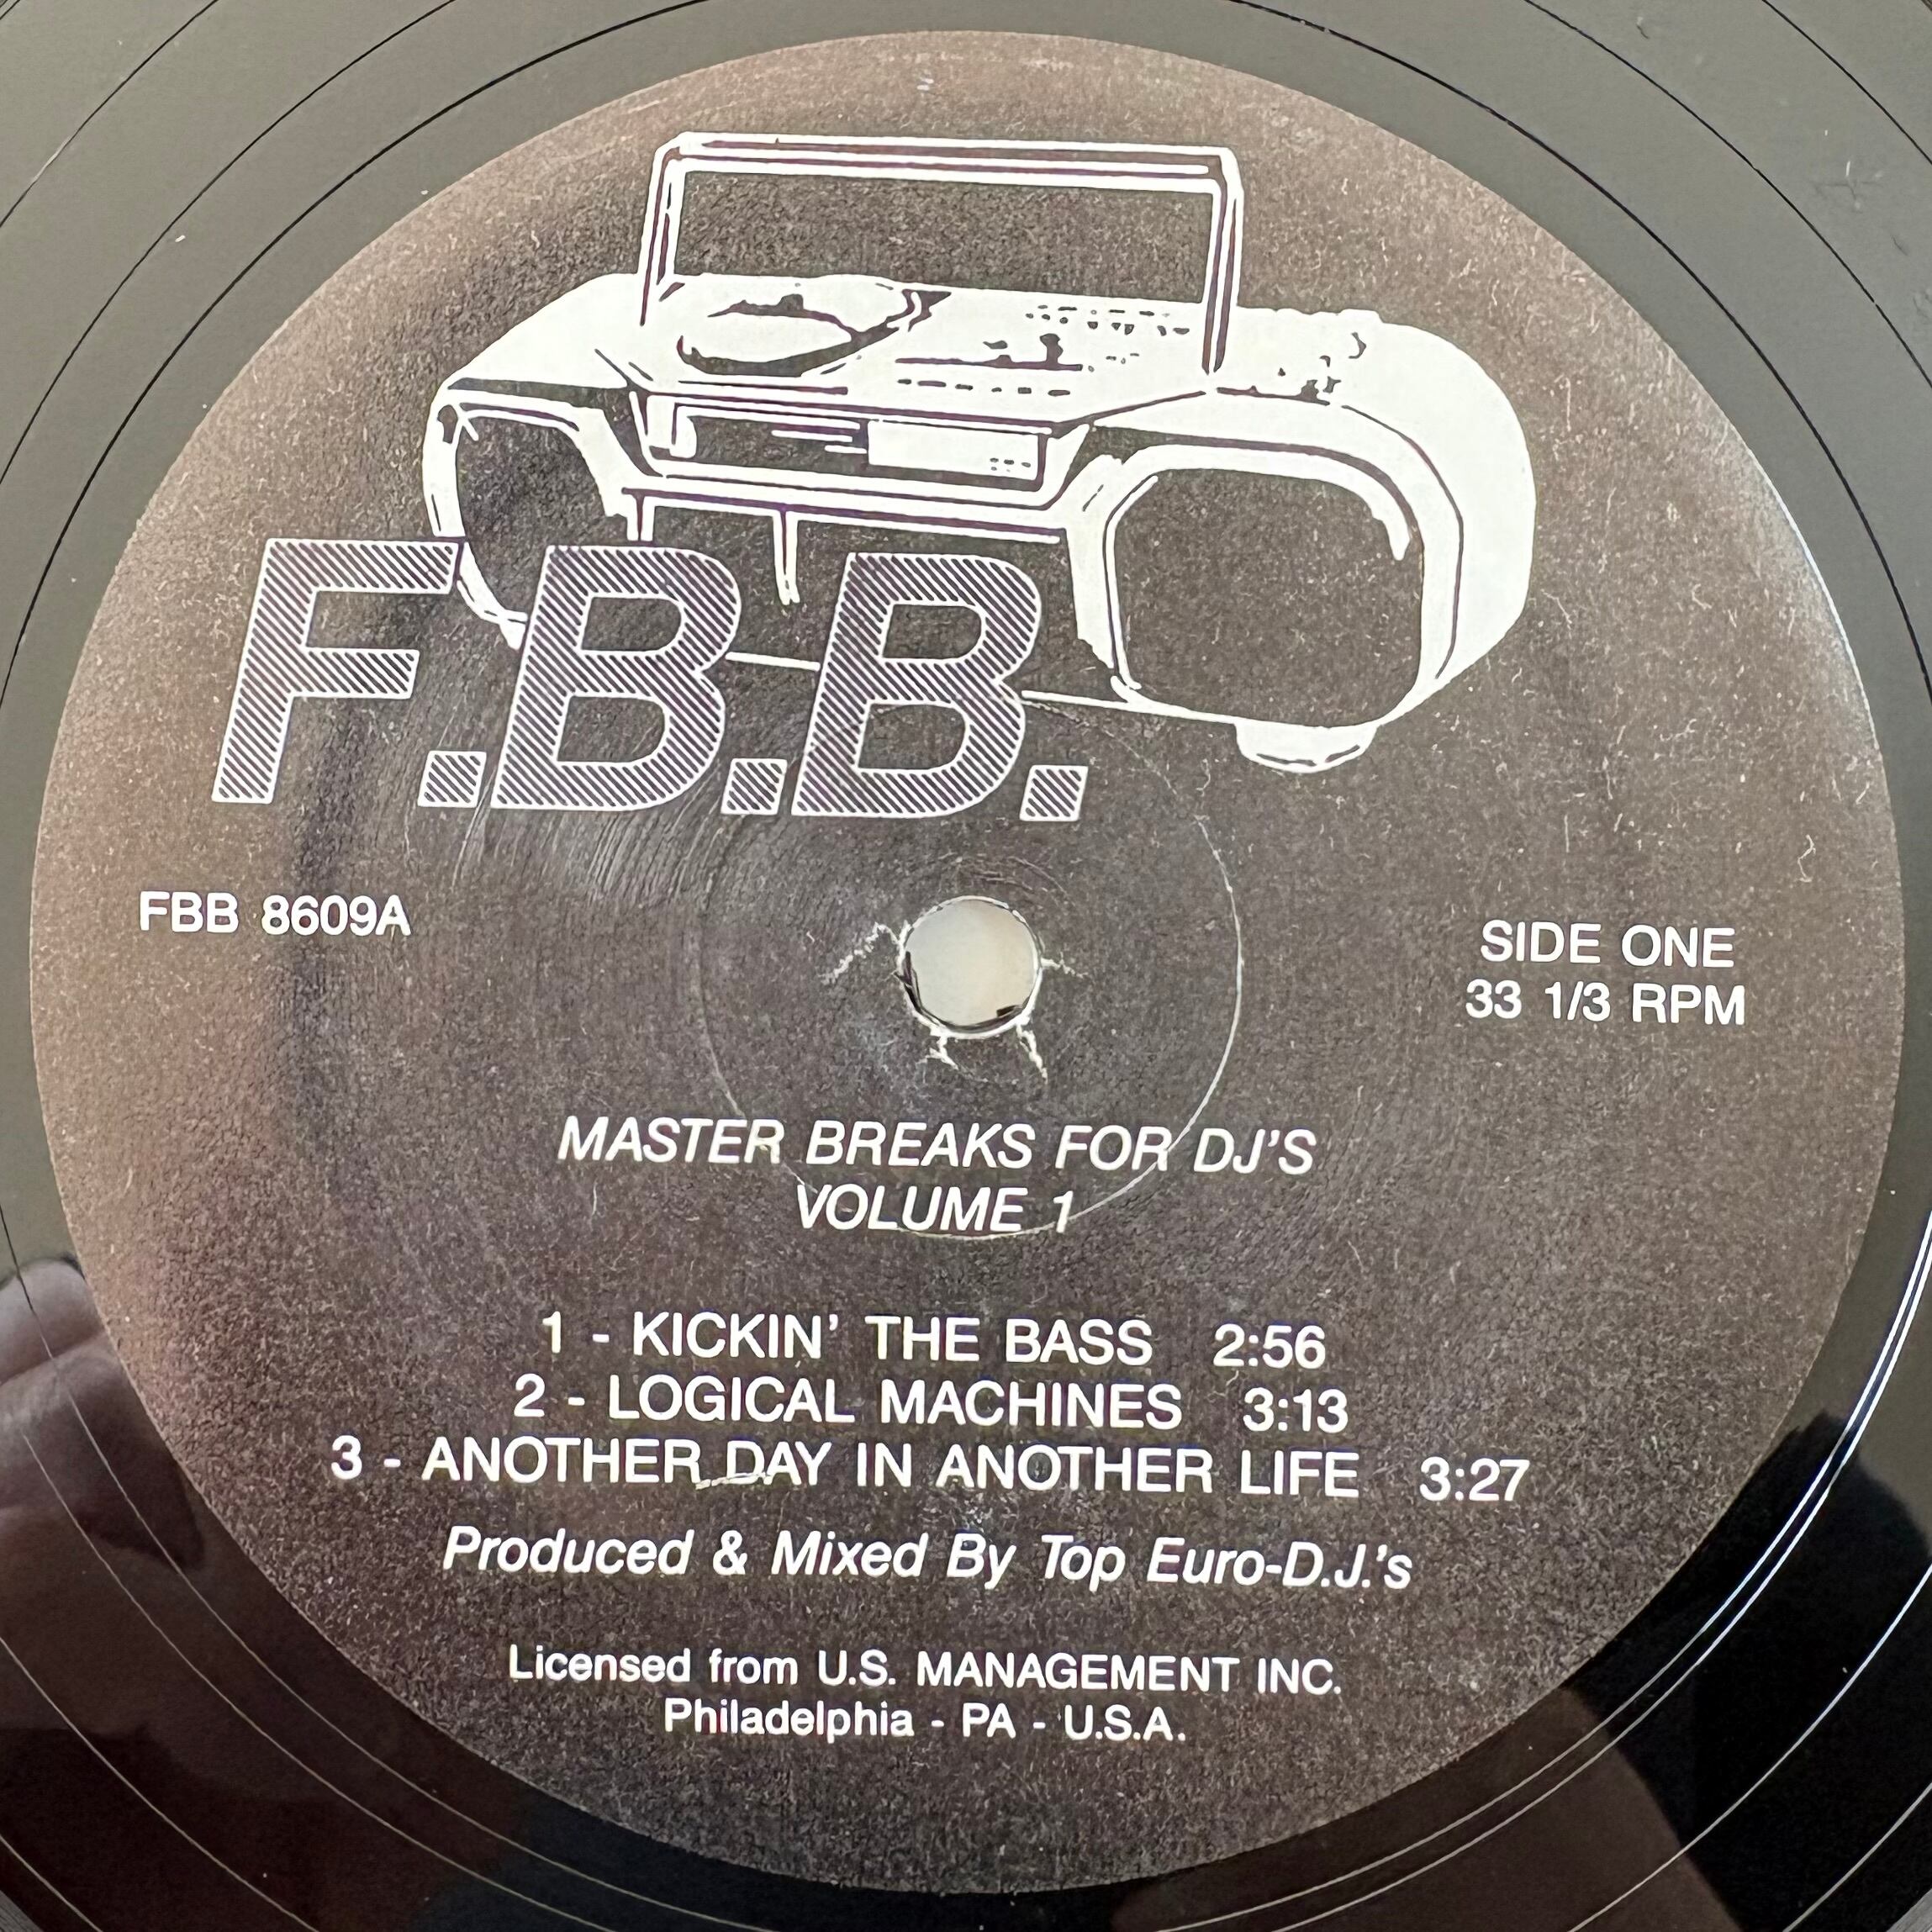 F.B.B.
FBB 8609A
SIDE ONE
33 1/3 RPM
MASTER BREAKS FOR DJ'S
VOLUME 1
1 - KICKIN' THE BASS 2:56
2 - LOGICAL MACHINES 3:13
3 - ANOTHER DAY IN ANOTHER LIFE 3:27
Produced & Mixed By Top Euro-D.J.'s
Licensed from U.S. MANAGEMENT INC.
Philadelphia - PA - U.S.A.